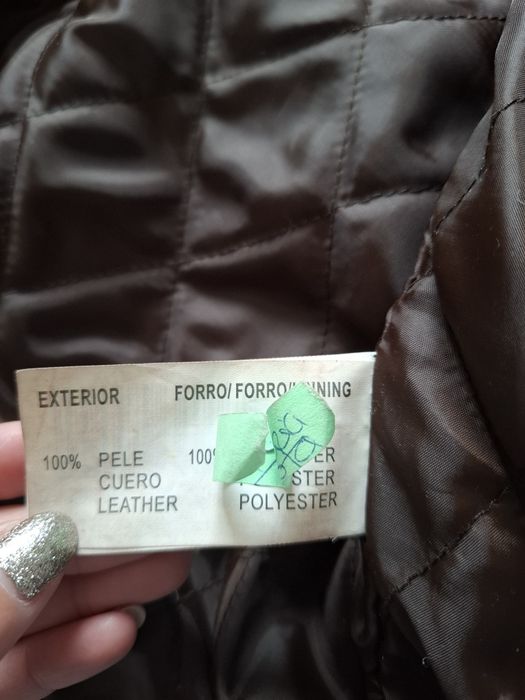 EXTERIOR FORRO/ FORRO/
100% PELE
CUERO
LEATHER POLYESTER